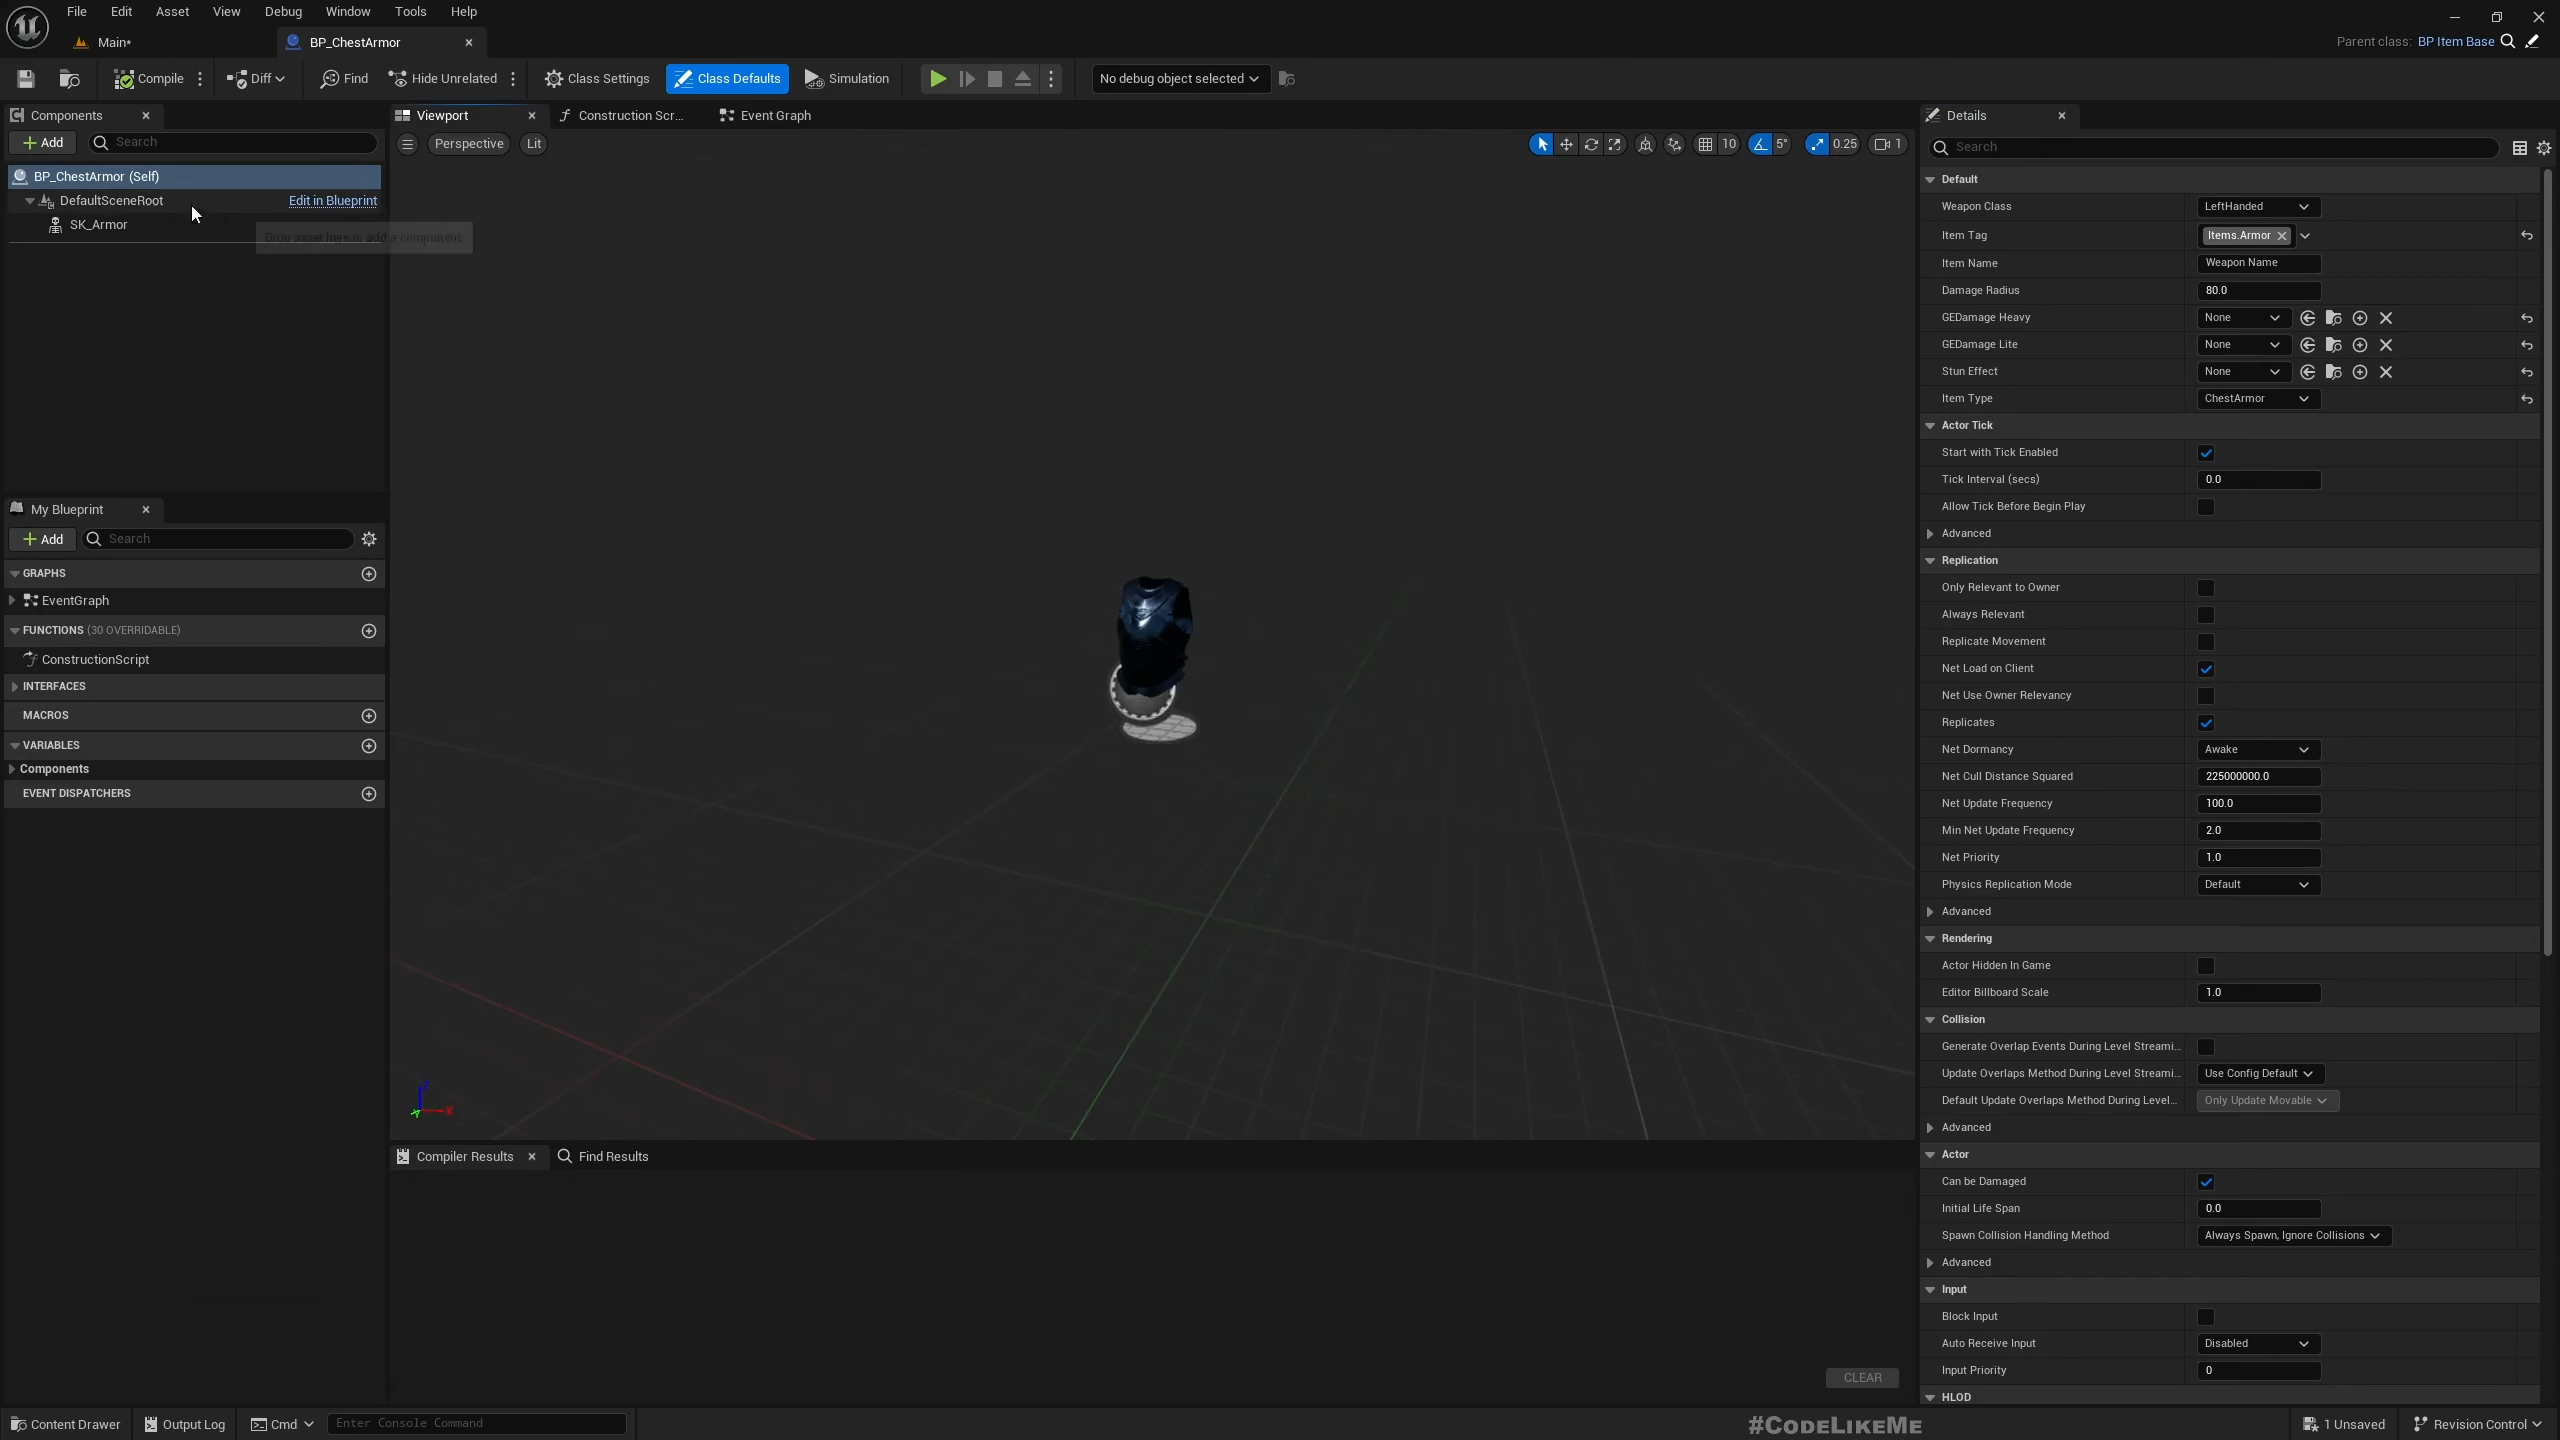 File Edit Asset View Debug Window Tools Help
Main*
BP_ChestArmor
Parent class: BP Item Base
Compile Diff Find Hide Unrelated Class Settings Class Defaults Simulation No debug object selected
Components
Add Search
BP_ChestArmor (Self)
DefaultSceneRoot Edit in Blueprint
SK_Armor
Drop asset here to add a component
My Blueprint
Add Search
GRAPHS
EventGraph
FUNCTIONS (30 OVERRIDABLE)
ConstructionScript
INTERFACES
MACROS
VARIABLES
Components
EVENT DISPATCHERS
Viewport Construction Scr... Event Graph
Perspective Lit 10 5° 0.25 1
Z
X
Y
Compiler Results Find Results
CLEAR
Details
Search
Default
Weapon Class LeftHanded
Item Tag Items.Armor
Item Name Weapon Name
Damage Radius 80.0
GEDamage Heavy None
GEDamage Lite None
Stun Effect None
Item Type ChestArmor
Actor Tick
Start with Tick Enabled
Tick Interval (secs) 0.0
Allow Tick Before Begin Play
Advanced
Replication
Only Relevant to Owner
Always Relevant
Replicate Movement
Net Load on Client
Net Use Owner Relevancy
Replicates
Net Dormancy Awake
Net Cull Distance Squared 225000000.0
Net Update Frequency 100.0
Min Net Update Frequency 2.0
Net Priority 1.0
Physics Replication Mode Default
Advanced
Rendering
Actor Hidden In Game
Editor Billboard Scale 1.0
Collision
Generate Overlap Events During Level Streami...
Update Overlaps Method During Level Streami... Use Config Default
Default Update Overlaps Method During Level... Only Update Movable
Advanced
Actor
Can be Damaged
Initial Life Span 0.0
Spawn Collision Handling Method Always Spawn, Ignore Collisions
Advanced
Input
Block Input
Auto Receive Input Disabled
Input Priority 0
HLOD
Content Drawer Output Log Cmd Enter Console Command #CODELIKEME 1 Unsaved Revision Control